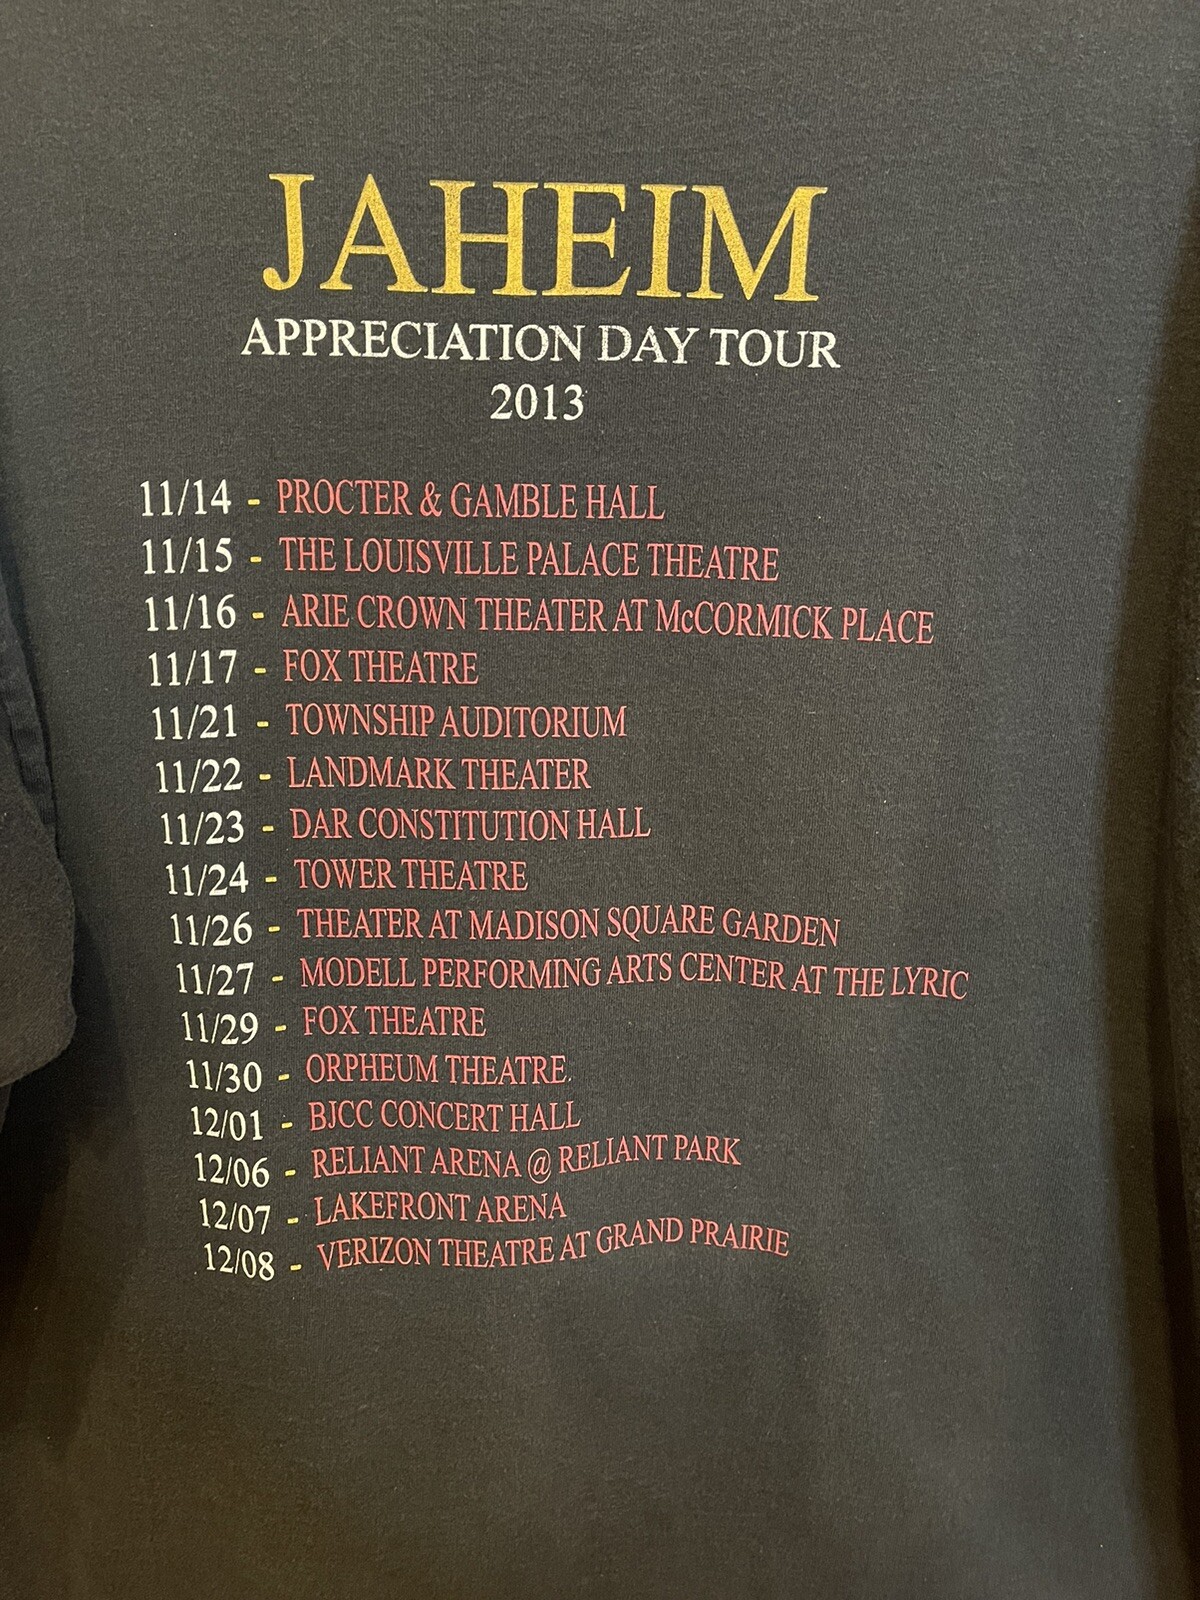 JAHEIM
APPRECIATION DAY TOUR
2013
11/14 - PROCTER & GAMBLE HALL
11/15 - THE LOUISVILLE PALACE THEATRE
11/16 - ARIE CROWN THEATER AT McCORMICK PLACE
11/17 - FOX THEATRE
11/21 - TOWNSHIP AUDITORIUM
11/22 - LANDMARK THEATER
11/23 - DAR CONSTITUTION HALL
11/24 - TOWER THEATRE
11/26 - THEATER AT MADISON SQUARE GARDEN
11/27 - MODELL PERFORMING ARTS CENTER AT THE LYRIC
11/29 - FOX THEATRE
11/30 - ORPHEUM THEATRE.
12/01 - BJCC CONCERT HALL
12/06 - RELIANT ARENA @ RELIANT PARK
12/07 - LAKEFRONT ARENA
12/08 - VERIZON THEATRE AT GRAND PRAIRIE